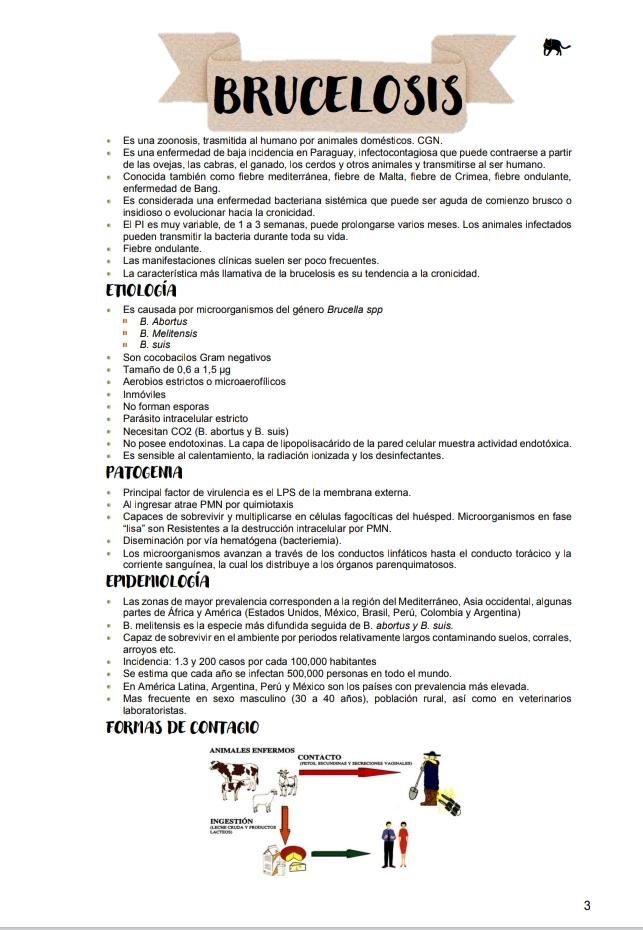 BRUCELOSIS
Es una zoonosis, trasmitida al humano por animales domésticos. CGN.
Es una enfermedad de baja incidencia en Paraguay, infectocontagiosa que puede contraerse a partir
de las ovejas, las cabras, el ganado, los cerdos y otros animales y transmitirse al ser humano.
Conocida también como fiebre mediterránea, fiebre de Malta, fiebre de Crimea, fiebre ondulante,
enfermedad de Bang.
Es considerada una enfermedad bacteriana sistémica que puede ser aguda de comienzo brusco o
insidioso o evolucionar hacia la cronicidad.
El PI es muy variable, de 1 a 3 semanas, puede prolongarse varios meses. Los animales infectados
pueden transmitir la bacteria durante toda su vida.
Fiebre ondulante.
Las manifestaciones clínicas suelen ser poco frecuentes.
La característica más llamativa de la brucelosis es su tendencia a la cronicidad.
ETIOLOGÍA
Es causada por microorganismos del género Brucella spp
B. Abortus
B. Melitensis
B. suis
Son cocobacilos Gram negativos
Tamaño de 0,6 a 1,5 µg
Aerobios estrictos o microaerofílicos
Inmóviles
No forman esporas
Parásito intracelular estricto
Necesitan CO2 (B. abortus y B. suis)
No posee endotoxinas. La capa de lipopolisacárido de la pared celular muestra actividad endotóxica.
Es sensible al calentamiento, la radiación ionizada y los desinfectantes.
PATOGENIA
Principal factor de virulencia es el LPS de la membrana externa.
Al ingresar atrae PMN por quimiotaxis
Capaces de sobrevivir y multiplicarse en células fagocíticas del huésped. Microorganismos en fase
“lisa” son Resistentes a la destrucción intracelular por PMN.
Diseminación por vía hematógena (bacteriemia).
Los microorganismos avanzan a través de los conductos linfáticos hasta el conducto torácico y la
corriente sanguínea, la cual los distribuye a los órganos parenquimatosos.
EPIDEMIOLOGÍA
Las zonas de mayor prevalencia corresponden a la región del Mediterráneo, Asia occidental, algunas
partes de África y América (Estados Unidos, México, Brasil, Perú, Colombia y Argentina)
B. melitensis es la especie más difundida seguida de B. abortus y B. suis.
Capaz de sobrevivir en el ambiente por periodos relativamente largos contaminando suelos, corrales,
arroyos etc.
Incidencia: 1.3 y 200 casos por cada 100,000 habitantes
Se estima que cada año se infectan 500,000 personas en todo el mundo.
En América Latina, Argentina, Perú y México son los países con prevalencia más elevada.
Mas frecuente en sexo masculino (30 a 40 años), población rural, así como en veterinarios
laboratoristas.
FORMAS DE CONTAGIO
ANIMALES ENFERMOS
CONTACTO
(FETOS, SECUNDINAS Y SECRECIONES VAGINALES)
INGESTIÓN
(LECHE CRUDA Y PRODUCTOS
LACTEOS)
3